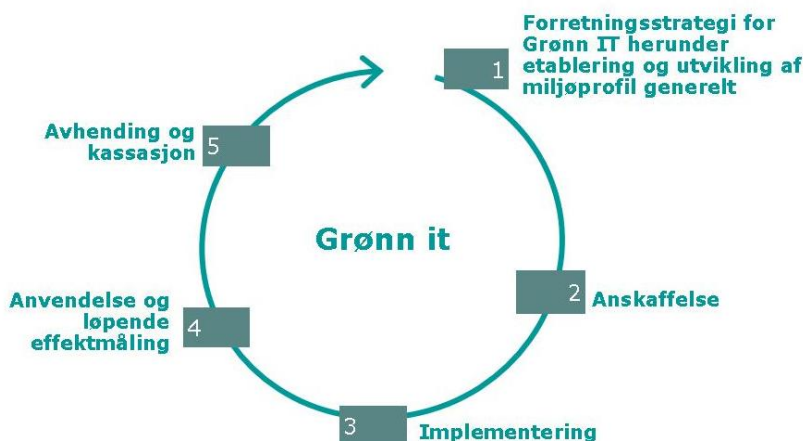 1
Forretningsstrategi for
Grønn IT herunder
etablering og utvikling af
miljøprofil generelt
2
Anskaffelse
3
Implementering
4
Anvendelse og
løpende
effektmåling
5
Avhending og
kassasjon
Grønn it